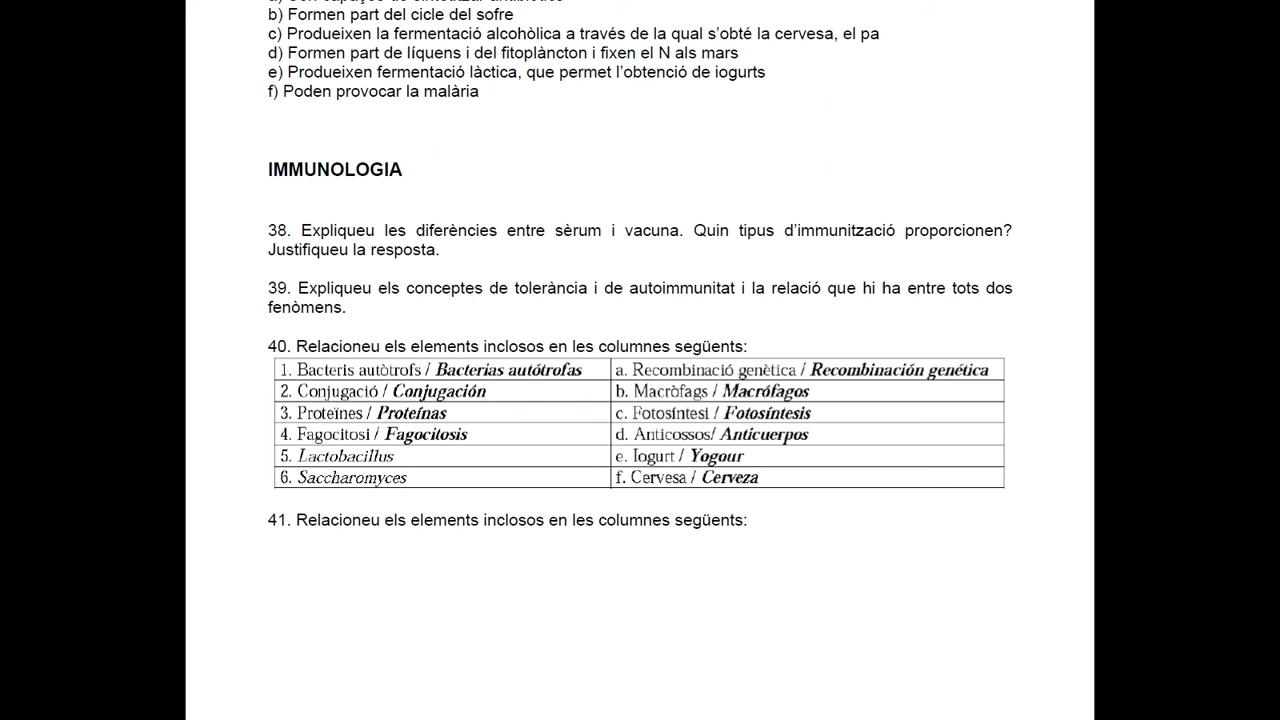 b) Formen part del cicle del sofre
c) Produeixen la fermentació alcohòlica a través de la qual s’obté la cervesa, el pa
d) Formen part de líquens i del fitoplàncton i fixen el N als mars
e) Produeixen fermentació làctica, que permet l’obtenció de iogurts
f) Poden provocar la malària
IMMUNOLOGIA
38. Expliqueu les diferències entre sèrum i vacuna. Quin tipus d’immunització proporcionen?
Justifiqueu la resposta.
39. Expliqueu els conceptes de tolerància i de autoimmunitat i la relació que hi ha entre tots dos
fenòmens.
40. Relacioneu els elements inclosos en les columnes següents:
1. Bacteris autòtrofs / Bacterias autótrofas a. Recombinació genètica / Recombinación genética
2. Conjugació / Conjugación b. Macròfags / Macrófagos
3. Proteïnes / Proteínas c. Fotosíntesi / Fotosíntesis
4. Fagocitosi / Fagocitosis d. Anticossos/ Anticuerpos
5. Lactobacillus e. Iogurt / Yogour
6. Saccharomyces f. Cervesa / Cerveza
41. Relacioneu els elements inclosos en les columnes següents: